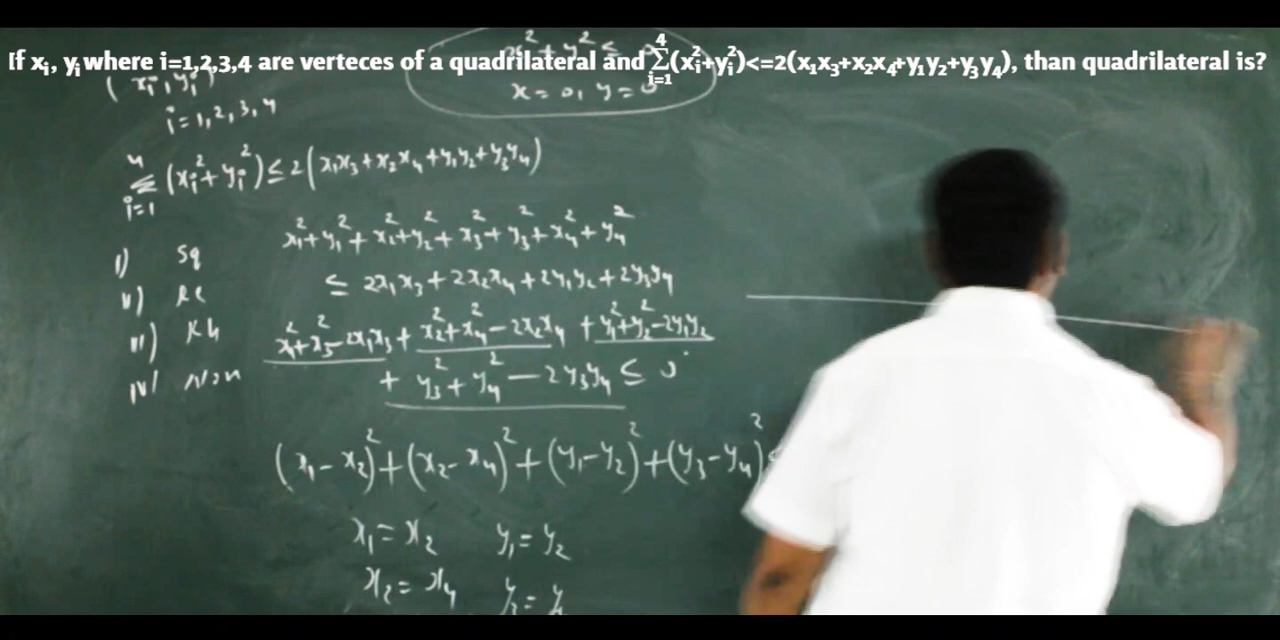 If xᵢ, yᵢ where i=1,2,3,4 are verteces of a quadrilateral and Σ⁴ᵢ₌₁(xᵢ²+yᵢ²)<=2(x₁x₃+x₂x₄+y₁y₂+y₃y₄), than quadrilateral is?
x = 0, y = 0
(xᵢ, yᵢ)
i = 1, 2, 3, 4
Σ⁴ᵢ₌₁ (xᵢ² + yᵢ²) ≤ 2(x₁x₃ + x₂x₄ + y₁y₂ + y₃y₄)
x₁² + y₁² + x₂² + y₂² + x₃² + y₃² + x₄² + y₄²
i) Sq
≤ 2x₁x₃ + 2x₂x₄ + 2y₁y₂ + 2y₃y₄
ii) Re
x₁² + x₃² - 2x₁x₃ + x₂² + x₄² - 2x₂x₄ + y₁² + y₂² - 2y₁y₂
iii) Rh
+ y₃² + y₄² - 2y₃y₄ ≤ 0
iv) Non
(x₁ - x₂)² + (x₂ - x₄)² + (y₁ - y₂)² + (y₃ - y₄)²
x₁ = x₂ y₁ = y₂
x₂ = x₄